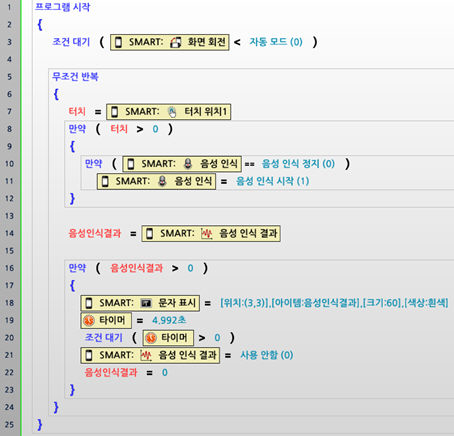 1 프로그램 시작
2 {
3 조건 대기 ( SMART: 화면 회전 < 자동 모드 (0) )
4
5 무조건 반복
6 {
7 터치 = SMART: 터치 위치1
8 만약 ( 터치 > 0 )
9 {
10 만약 ( SMART: 음성 인식 == 음성 인식 정지 (0) )
11 SMART: 음성 인식 = 음성 인식 시작 (1)
12 }
13
14 음성인식결과 = SMART: 음성 인식 결과
15
16 만약 ( 음성인식결과 > 0 )
17 {
18 SMART: 문자 표시 = [위치:(3,3)],[아이템:음성인식결과],[크기:60],[색상:흰색]
19 타이머 = 4.992초
20 조건 대기 ( 타이머 > 0 )
21 SMART: 음성 인식 결과 = 사용 안함 (0)
22 음성인식결과 = 0
23 }
24 }
25 }